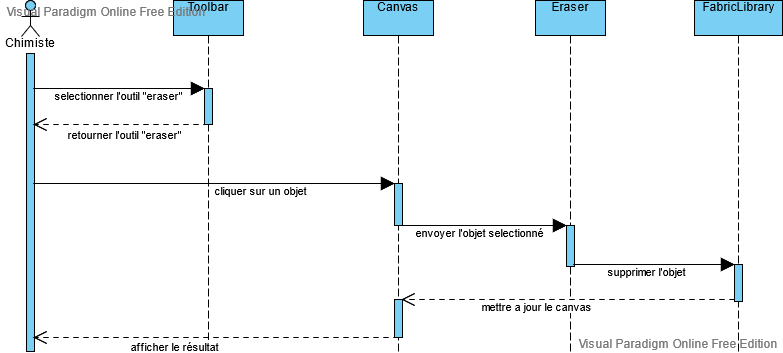 Visual Paradigm Online Free Edition
Toolbar
Canvas
Eraser
FabricLibrary
Chimiste
selectionner l'outil "eraser"
retourner l'outil "eraser"
cliquer sur un objet
envoyer l'objet selectionné
supprimer l'objet
mettre a jour le canvas
afficher le résultat
Visual Paradigm Online Free Edition